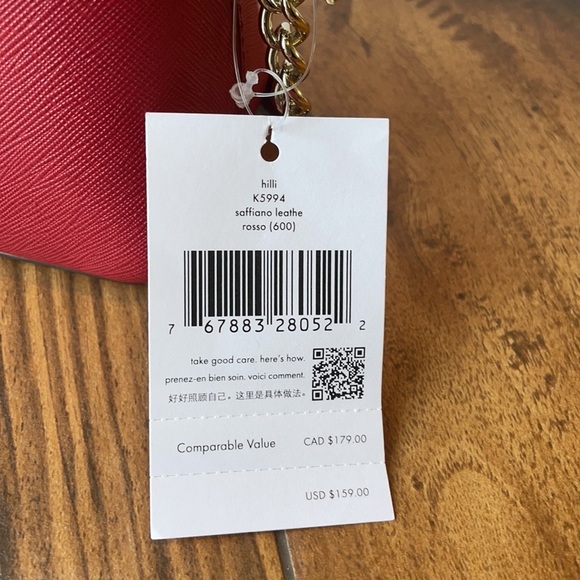 hilli
K5994
saffiano leathe
rosso (600)
7 67883 28052 2
take good care. here's how.
prenez-en bien soin. voici comment.
好好照顾自己。这里是具体做法。
Comparable Value CAD $179.00
USD $159.00